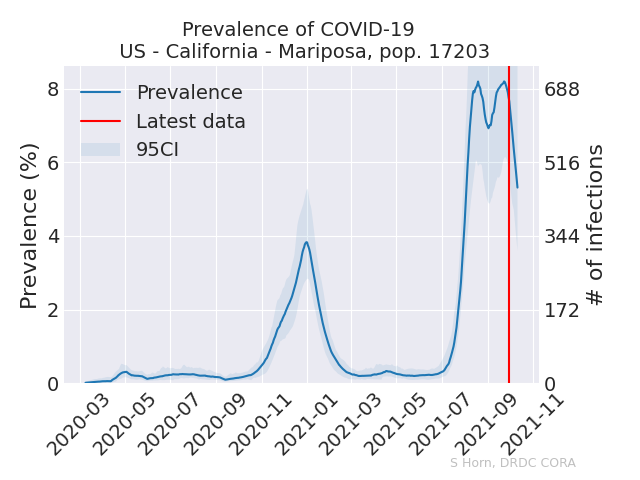 Prevalence of COVID-19
US - California - Mariposa, pop. 17203
Prevalence
Latest data
95CI
Prevalence (%)
8
6
4
2
0
# of infections
688
516
344
172
0
2020-03
2020-05
2020-07
2020-09
2020-11
2021-01
2021-03
2021-05
2021-07
2021-09
2021-11
S Horn, DRDC CORA